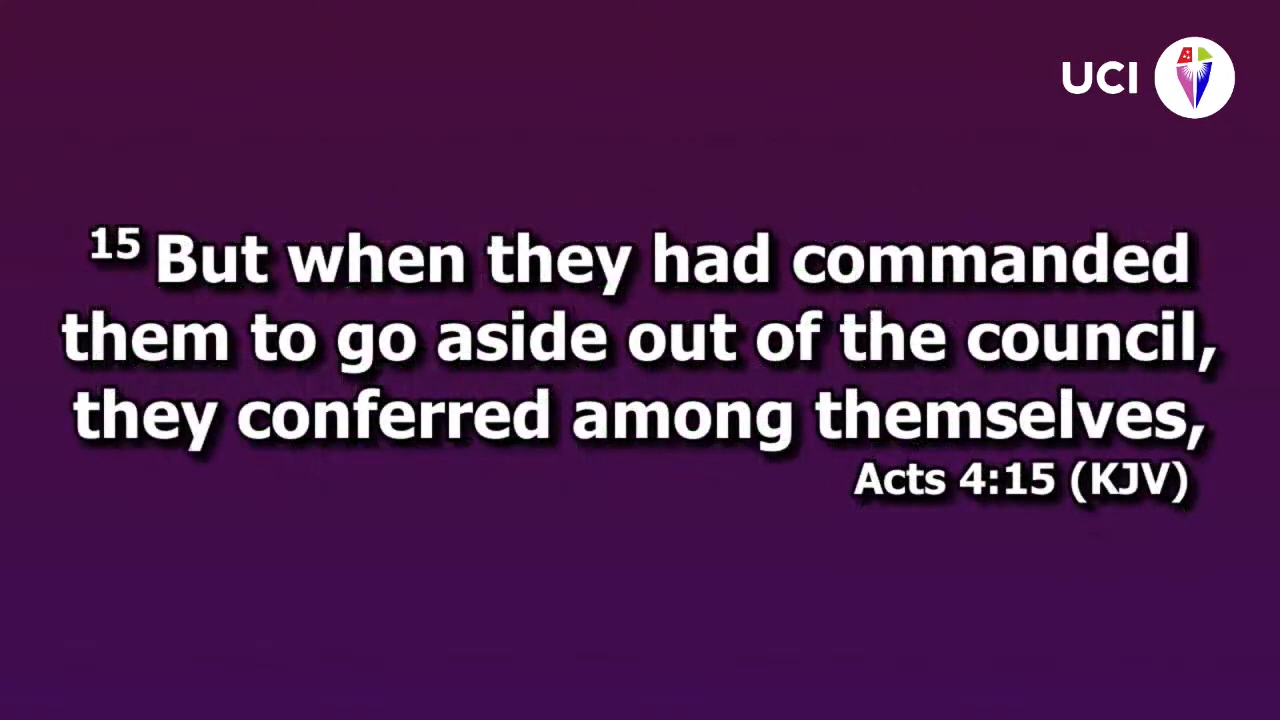 UCI
15 But when they had commanded
them to go aside out of the council,
they conferred among themselves,
Acts 4:15 (KJV)